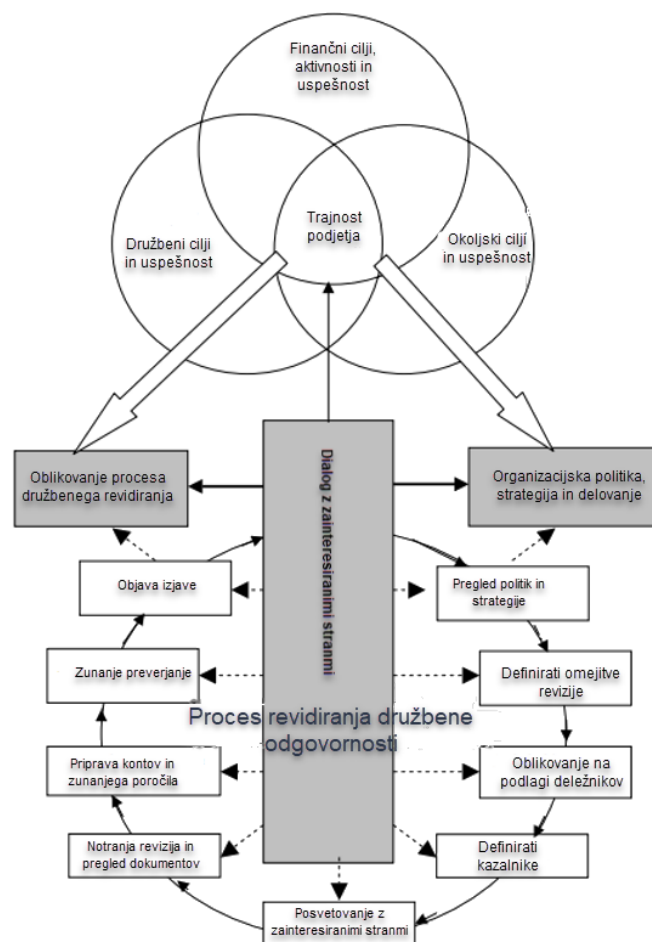 Finančni cilji,
aktivnosti in
uspešnost
Družbeni cilji
in uspešnost
Trajnost
podjetja
Okoljski cilji
in uspešnost
Oblikovanje procesa
družbenega revidiranja
Dialog z zainteresiranimi stranmi
Organizacijska politika,
strategija in delovanje
Objava izjave
Pregled politik in
strategije
Zunanje preverjanje
Definirati omejitve
revizije
Proces revidiranja družbene
odgovornosti
Priprava kontov in
zunanjega poročila
Oblikovanje na
podlagi deležnikov
Notranja revizija in
pregled dokumentov
Definirati
kazalnike
Posvetovanje z
zainteresiranimi stranmi